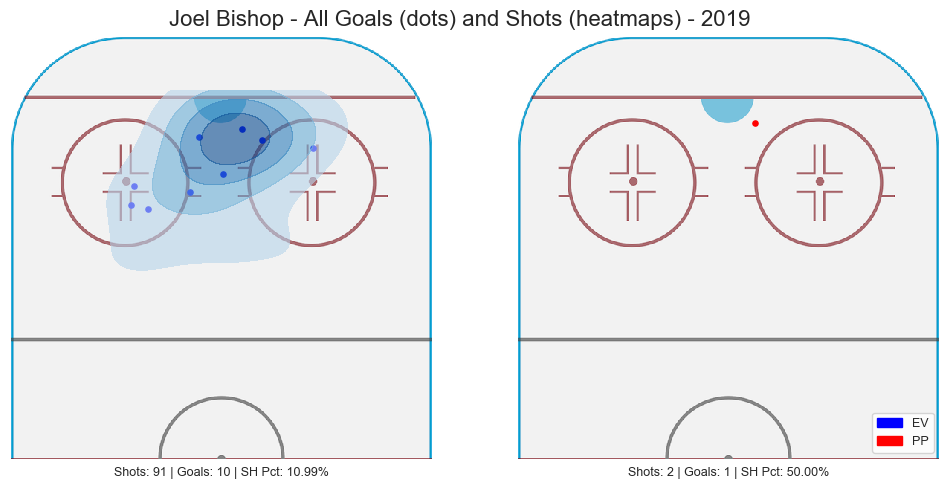 Joel Bishop - All Goals (dots) and Shots (heatmaps) - 2019
EV
PP
Shots: 91 | Goals: 10 | SH Pct: 10.99%
Shots: 2 | Goals: 1 | SH Pct: 50.00%